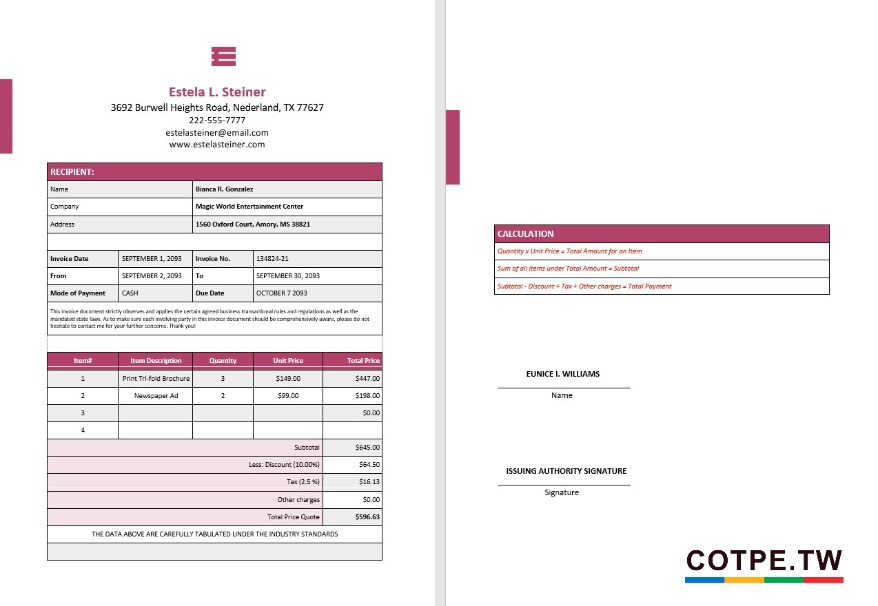 Estela L. Steiner
3692 Burwell Heights Road, Nederland, TX 77627
222-555-7777
estelasteiner@email.com
www.estelasteiner.com
RECIPIENT:
Name Bianca R. Gonzalez
Company Magic World Entertainment Center
Address 1560 Oxford Court, Amory, MS 38821
Invoice Date SEPTEMBER 1, 2093 Invoice No. 134824-21
From SEPTEMBER 2, 2093 To SEPTEMBER 30, 2093
Mode of Payment CASH Due Date OCTOBER 7 2093
This invoice document strictly observes and applies the certain agreed business transactional rules and regulations as well as the
mandated state laws. As to make sure each involving party in this invoice document should be comprehensively aware, please do not
hesitate to contact me for your further concerns. Thank you!
Item# Item Description Quantity Unit Price Total Price
1 Print Tri-fold Brochure 3 $149.00 $447.00
2 Newspaper Ad 2 $99.00 $198.00
3 $0.00
4
Subtotal $645.00
Less: Discount (10.00%) $64.50
Tax (2.5 %) $16.13
Other charges $0.00
Total Price Quote $596.63
THE DATA ABOVE ARE CAREFULLY TABULATED UNDER THE INDUSTRY STANDARDS
CALCULATION
Quantity x Unit Price = Total Amount for an Item
Sum of all items under Total Amount = Subtotal
Subtotal - Discount + Tax + Other charges = Total Payment
EUNICE I. WILLIAMS
Name
ISSUING AUTHORITY SIGNATURE
Signature
COTPE.TW